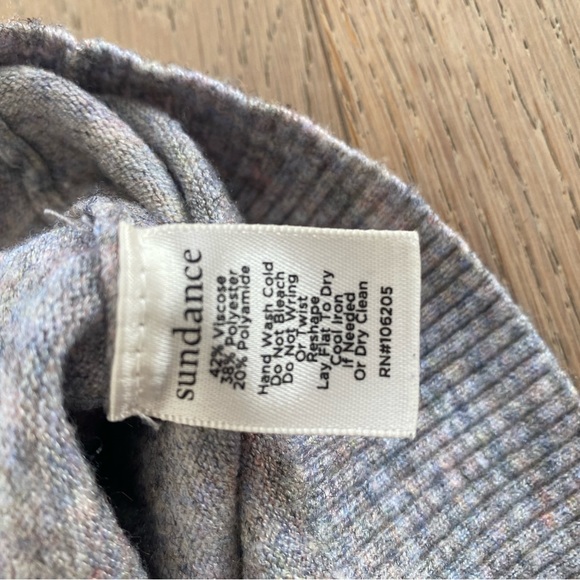 sundance
42% Viscose
38% Polyester
20% Polyamide
Hand Wash Cold
Do Not Bleach
Do Not Wring
Or Twist
Reshape
Lay Flat To Dry
Cool Iron
If Needed
Or Dry Clean
RN#106205